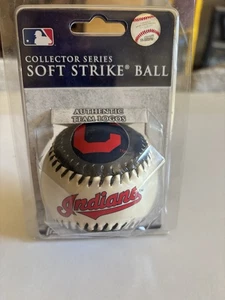 COLLECTOR SERIES
SOFT STRIKE® BALL
AUTHENTIC
TEAM LOGOS
C
Indians